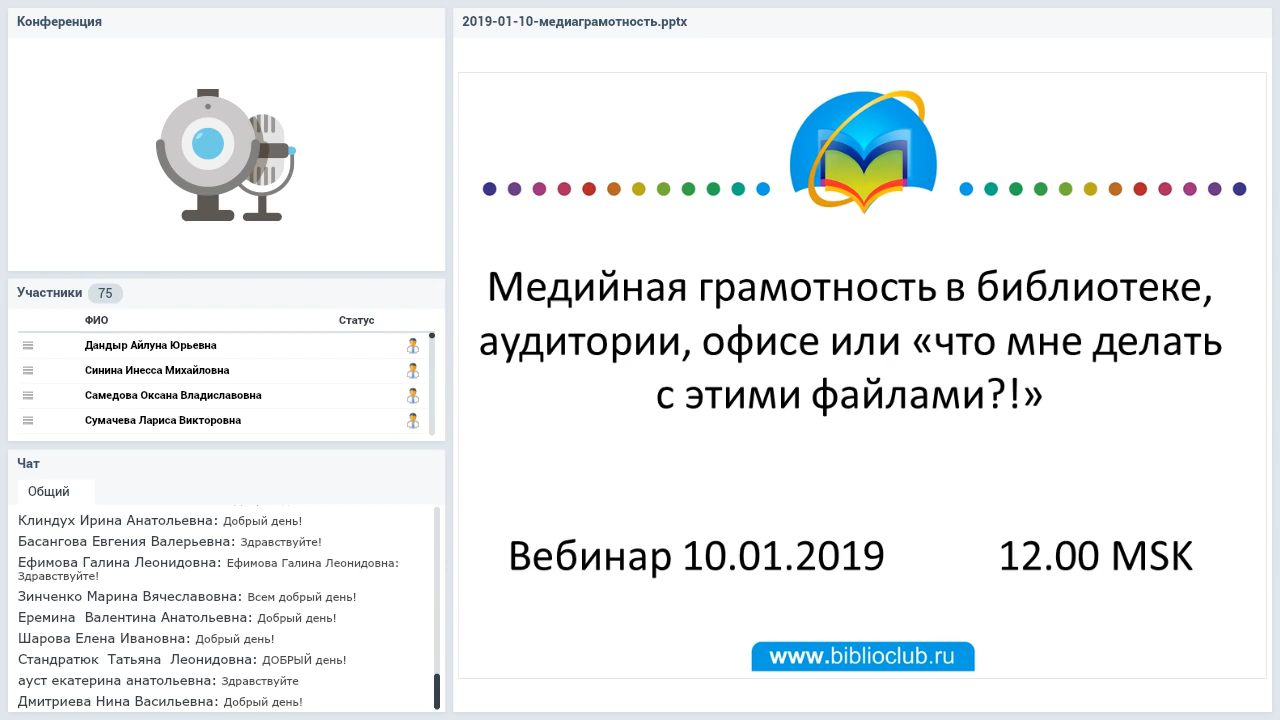 Конференция
Участники 75
ФИО Статус
Дандыр Айлуна Юрьевна
Синина Инесса Михайловна
Самедова Оксана Владиславовна
Сумачева Лариса Викторовна
Чат
Общий
Клиндух Ирина Анатольевна: Добрый день!
Басангова Евгения Валерьевна: Здравствуйте!
Ефимова Галина Леонидовна: Ефимова Галина Леонидовна:
Здравствуйте!
Зинченко Марина Вячеславовна: Всем добрый день!
Еремина  Валентина Анатольевна: Добрый день!
Шарова Елена Ивановна: Добрый день!
Стандратюк  Татьяна  Леонидовна: ДОБРЫЙ день!
ауст екатерина анатольевна: Здравствуйте
Дмитриева Нина Васильевна: Добрый день!
2019-01-10-медиаграмотность.pptx
Медийная грамотность в библиотеке,
аудитории, офисе или «что мне делать
с этими файлами?!»
Вебинар 10.01.2019 12.00 MSK
www.biblioclub.ru